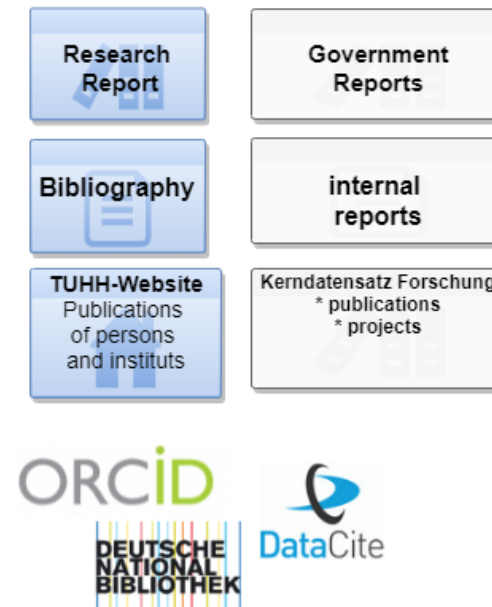 Research
Report
Government
Reports
Bibliography
internal
reports
TUHH-Website
Publications
of persons
and instituts
Kerndatensatz Forschung
* publications
* projects
ORCiD
DataCite
DEUTSCHE
NATIONAL
BIBLIOTHEK